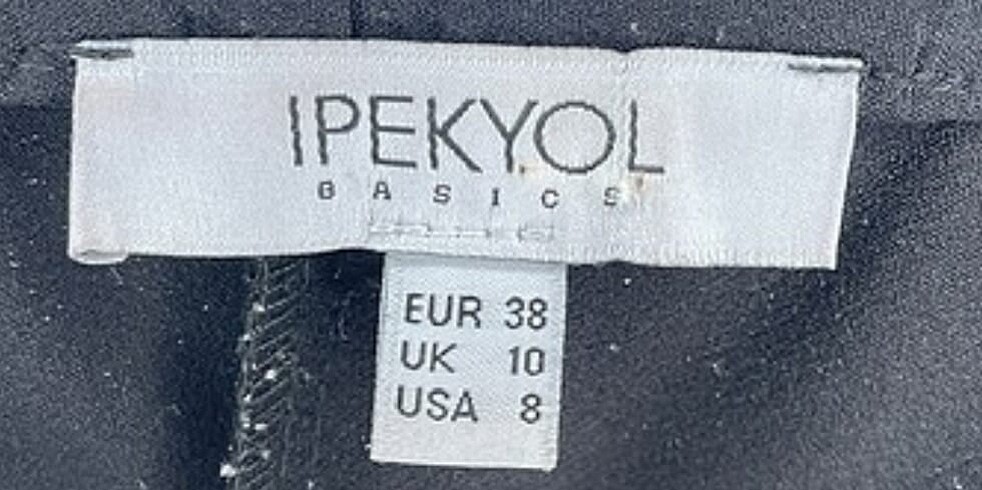 IPEKYOL
BASICS
EUR 38
UK 10
USA 8